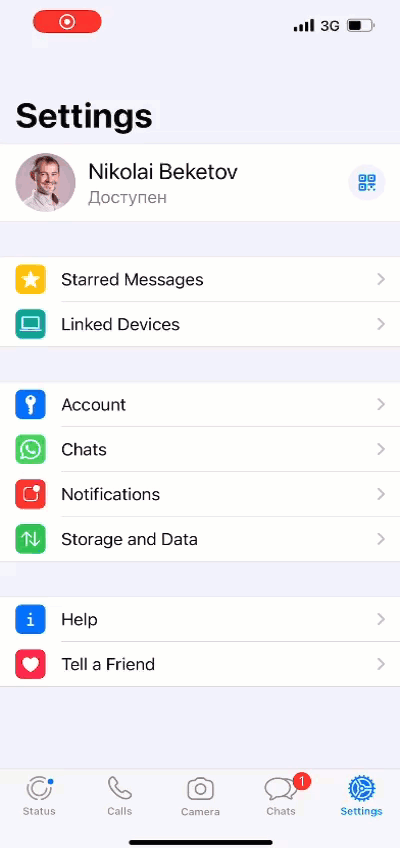 3G
Settings
Nikolai Beketov
Доступен
Starred Messages
Linked Devices
Account
Chats
Notifications
Storage and Data
Help
Tell a Friend
1
Status
Calls
Camera
Chats
Settings